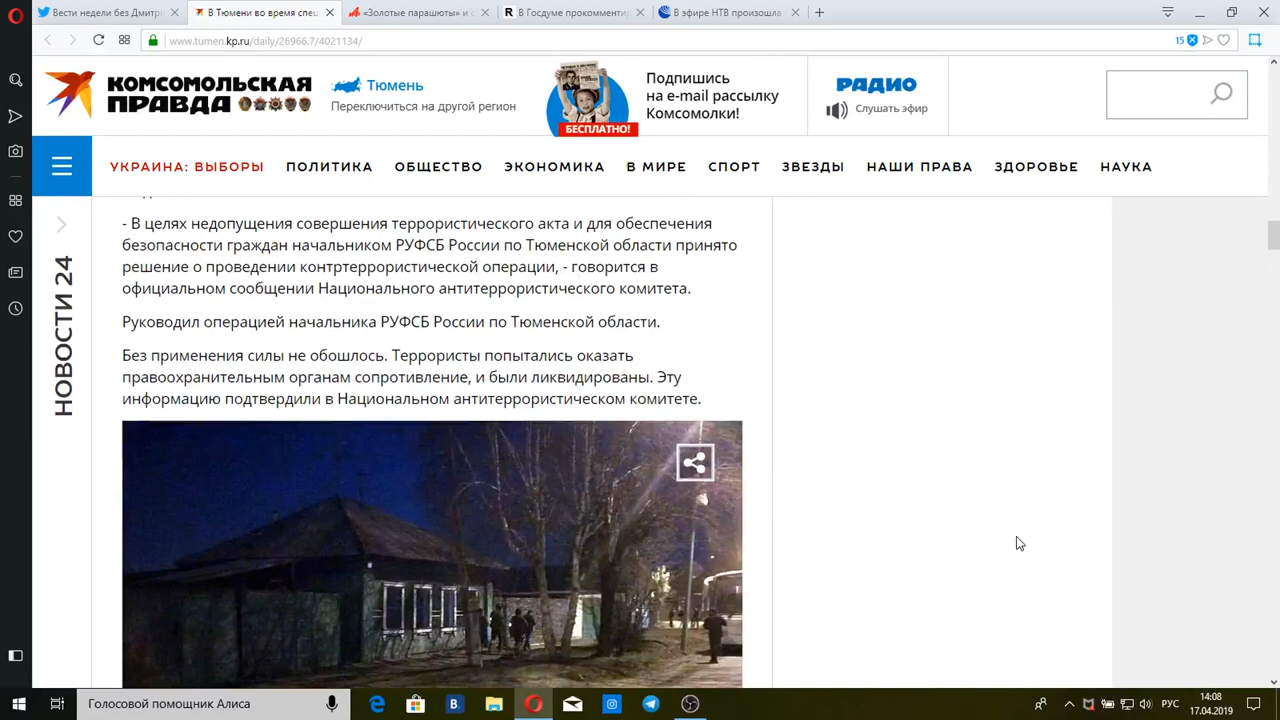 Вести недели без Дмитри
В Тюмени во время спец
«Золотые парашюты» и
В Госдуме прокомментир
В эфире НТВ произошла
www.tumen.kp.ru/daily/26966.7/4021134/
15
КОМСОМОЛЬСКАЯ
ПРАВДА
Тюмень
Переключиться на другой регион
БЕСПЛАТНО!
Подпишись
на e-mail рассылку
Комсомолки!
РАДИО
Слушать эфир
УКРАИНА: ВЫБОРЫ ПОЛИТИКА ОБЩЕСТВО ЭКОНОМИКА В МИРЕ СПОРТ ЗВЕЗДЫ НАШИ ПРАВА ЗДОРОВЬЕ НАУКА
НОВОСТИ 24
- В целях недопущения совершения террористического акта и для обеспечения
безопасности граждан начальником РУФСБ России по Тюменской области принято
решение о проведении контртеррористической операции, - говорится в
официальном сообщении Национального антитеррористического комитета.
Руководил операцией начальника РУФСБ России по Тюменской области.
Без применения силы не обошлось. Террористы попытались оказать
правоохранительным органам сопротивление, и были ликвидированы. Эту
информацию подтвердили в Национальном антитеррористическом комитете.
Голосовой помощник Алиса
РУС
14:08
17.04.2019